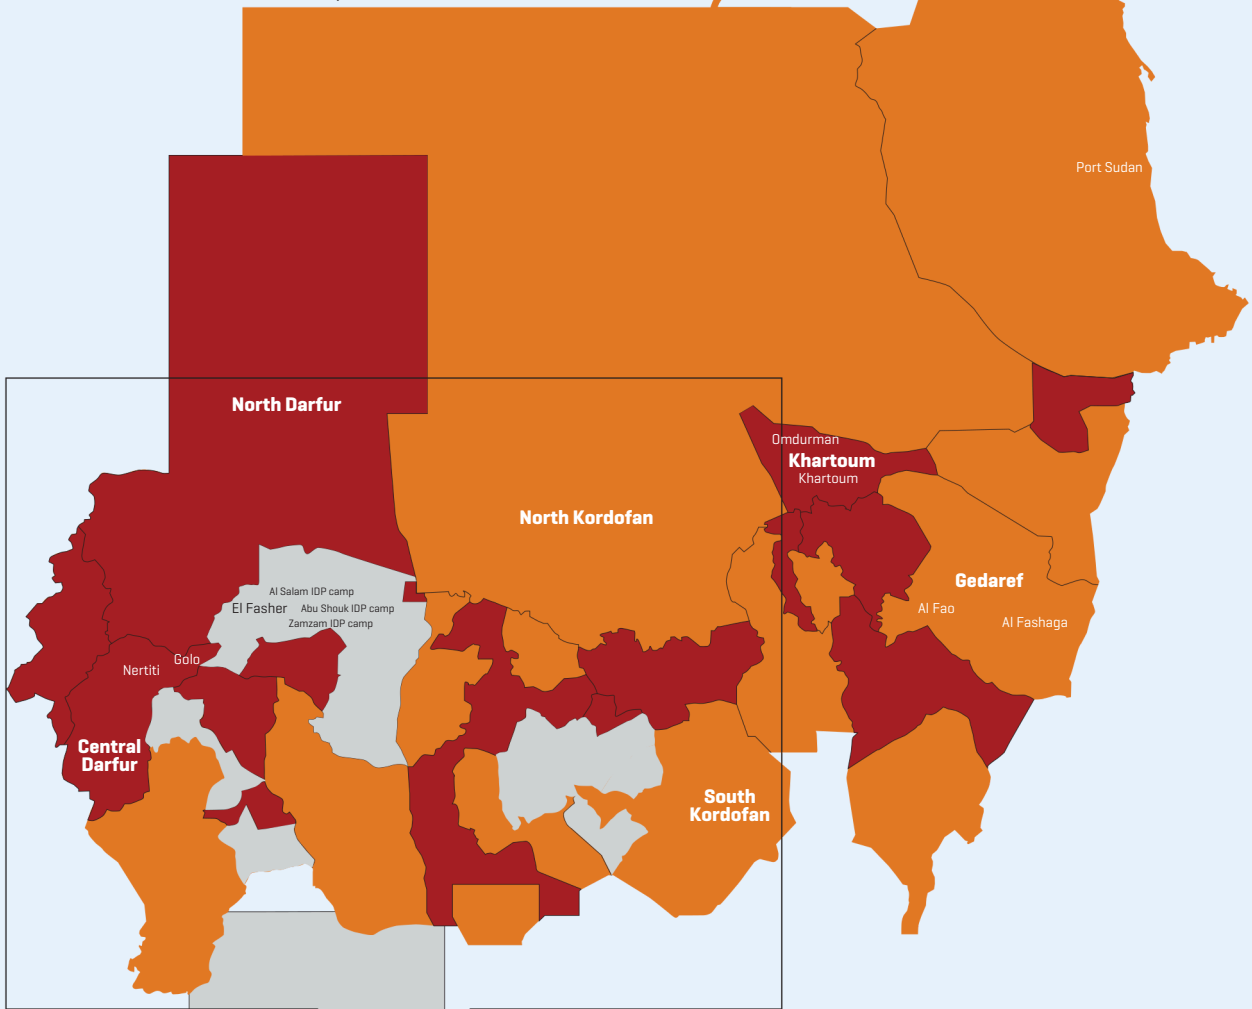 Port Sudan
North Darfur
Omdurman
Khartoum
Khartoum
North Kordofan
Gedaref
Al Salam IDP camp
El Fasher
Abu Shouk IDP camp
Zamzam IDP camp
Al Fao
Al Fashaga
Golo
Nertiti
Central
Darfur
South
Kordofan